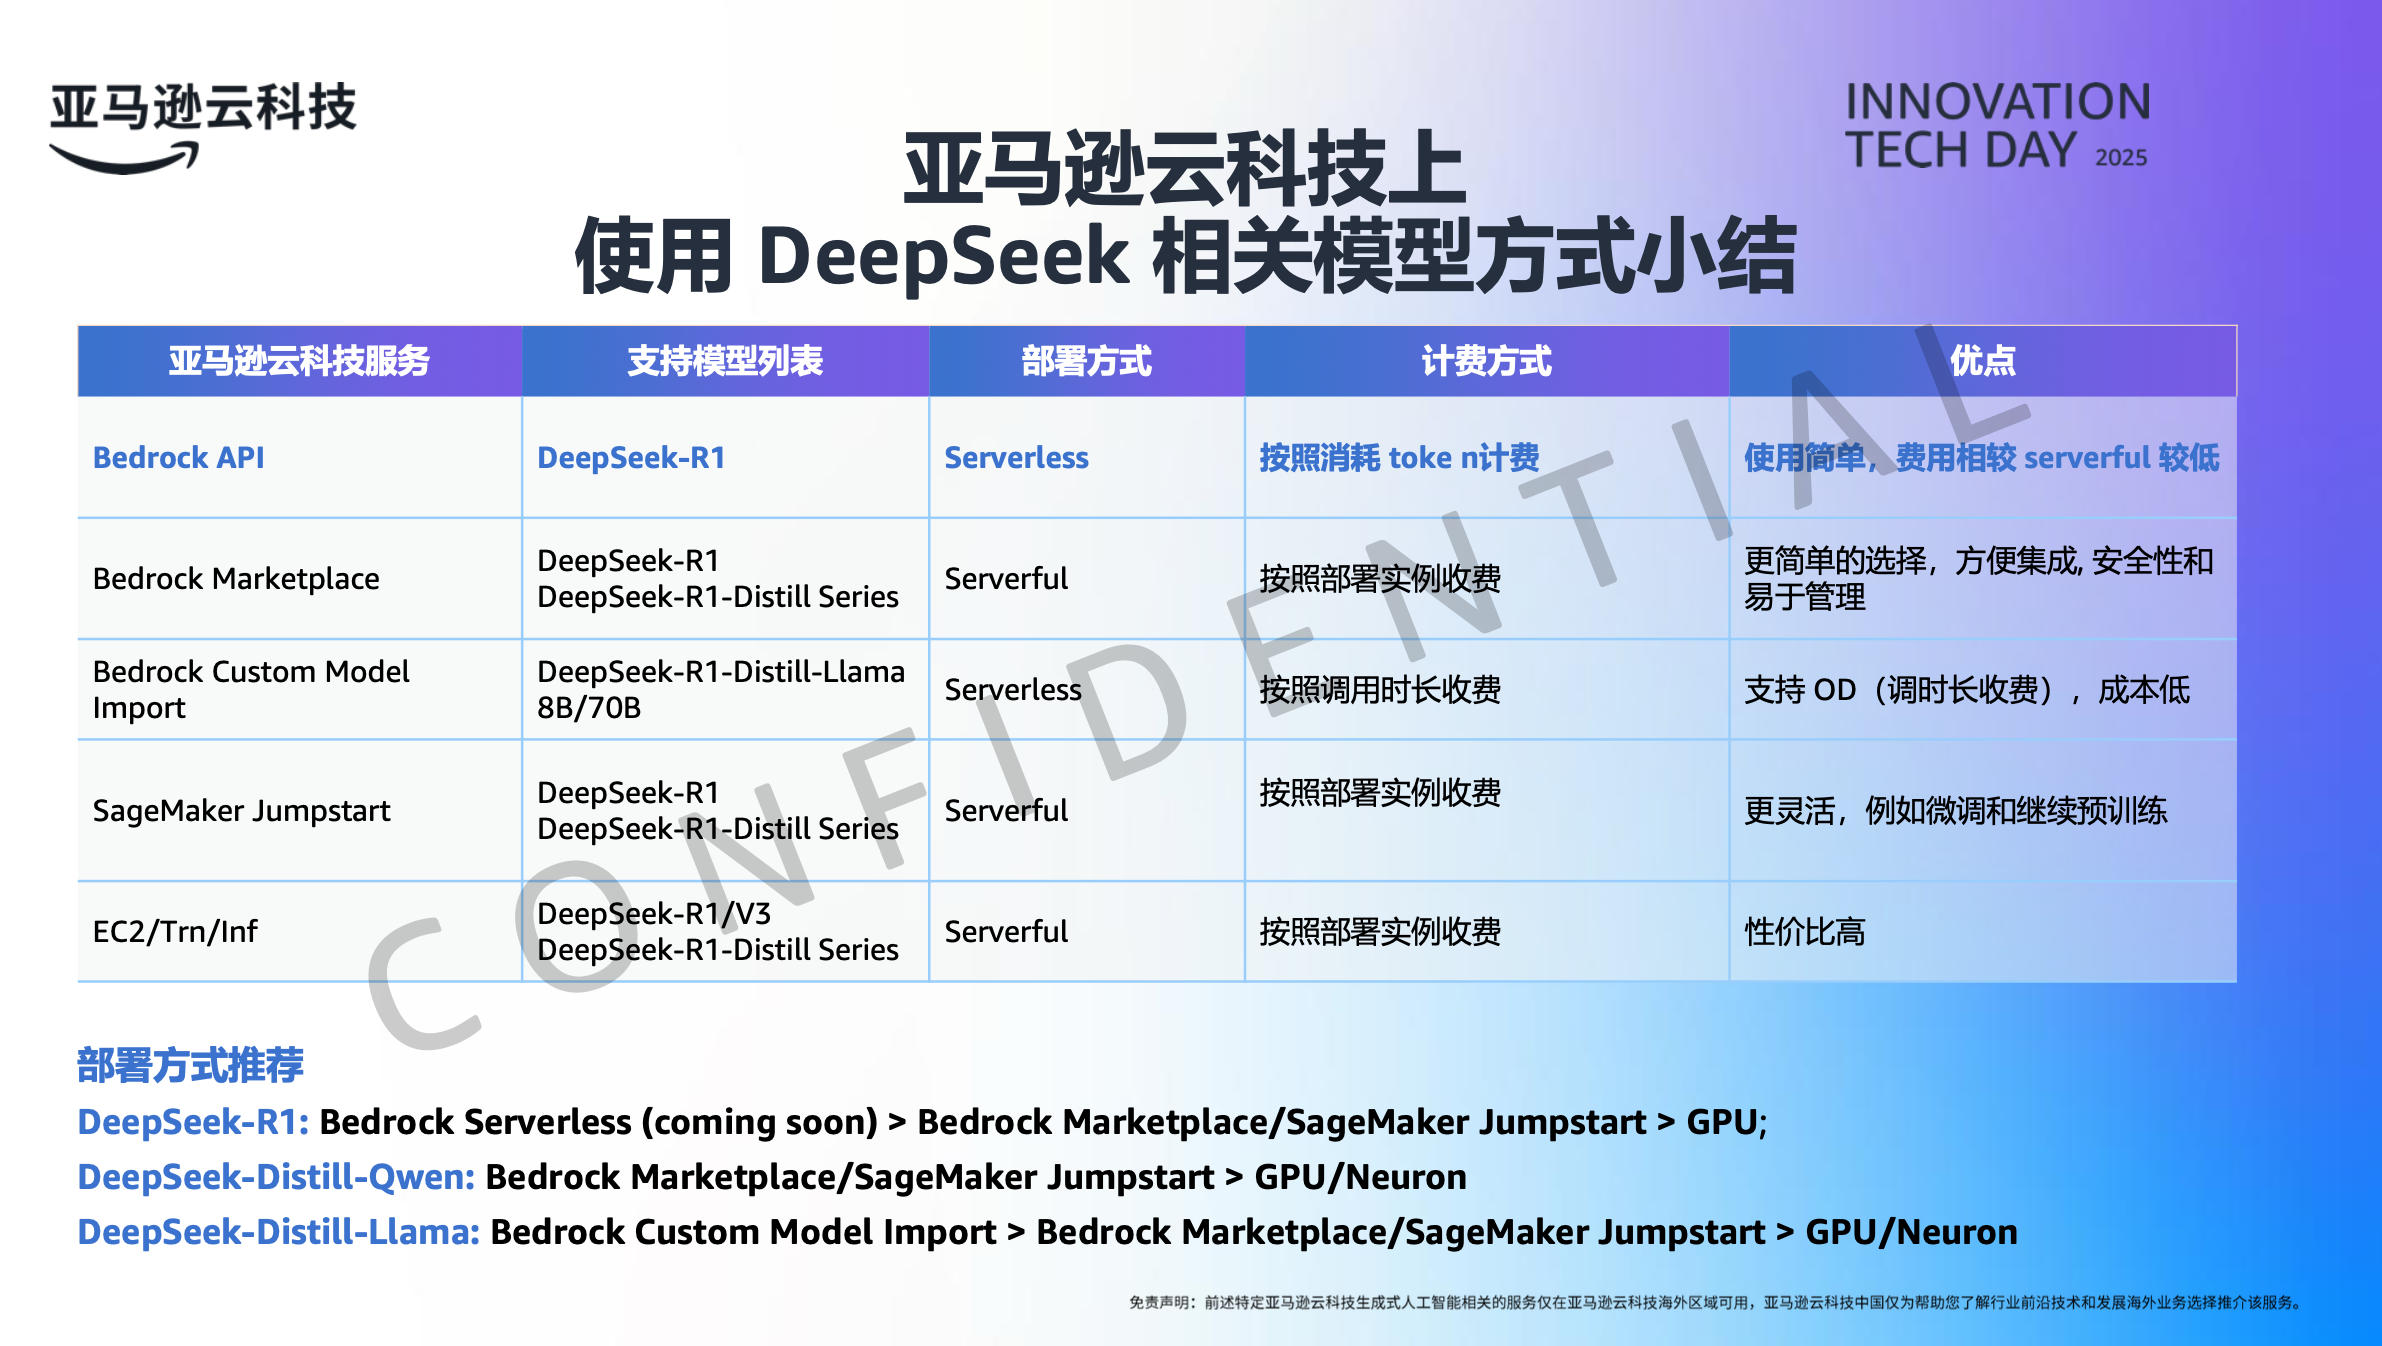 亚马逊云科技
INNOVATION
TECH DAY 2025
亚马逊云科技上
使用 DeepSeek 相关模型方式小结
亚马逊云科技服务 支持模型列表 部署方式 计费方式 优点
Bedrock API DeepSeek-R1 Serverless 按照消耗 toke n计费 使用简单，费用相较 serverful 较低
Bedrock Marketplace
DeepSeek-R1
DeepSeek-R1-Distill Series
Serverful
按照部署实例收费
更简单的选择，方便集成, 安全性和
易于管理
Bedrock Custom Model
Import
DeepSeek-R1-Distill-Llama
8B/70B
Serverless
按照调用时长收费
支持 OD（调时长收费），成本低
SageMaker Jumpstart
DeepSeek-R1
DeepSeek-R1-Distill Series
Serverful
按照部署实例收费
更灵活，例如微调和继续预训练
EC2/Trn/Inf
DeepSeek-R1/V3
DeepSeek-R1-Distill Series
Serverful
按照部署实例收费
性价比高
CONFIDENTIAL
部署方式推荐
DeepSeek-R1: Bedrock Serverless (coming soon) > Bedrock Marketplace/SageMaker Jumpstart > GPU;
DeepSeek-Distill-Qwen: Bedrock Marketplace/SageMaker Jumpstart > GPU/Neuron
DeepSeek-Distill-Llama: Bedrock Custom Model Import > Bedrock Marketplace/SageMaker Jumpstart > GPU/Neuron
免责声明：前述特定亚马逊云科技生成式人工智能相关的服务仅在亚马逊云科技海外区域可用，亚马逊云科技中国仅为帮助您了解行业前沿技术和发展海外业务选择推介该服务。